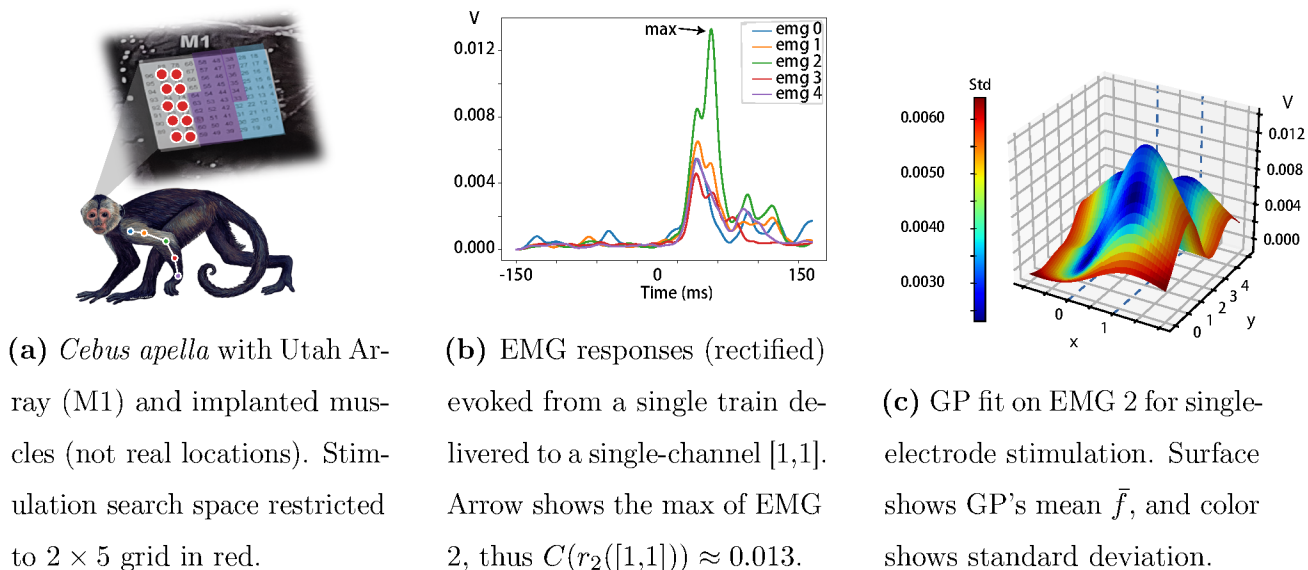 M1
V
0.012
0.008
0.004
0.000
-150
0
150
Time (ms)
max
emg 0
emg 1
emg 2
emg 3
emg 4
Std
0.0060
0.0050
0.0040
0.0030
V
0.012
0.008
0.004
0.000
0
1
x
0
1
2
3
4
y
(a) Cebus apella with Utah Ar-
ray (M1) and implanted mus-
cles (not real locations). Stim-
ulation search space restricted
to 2 × 5 grid in red.
(b) EMG responses (rectified)
evoked from a single train de-
livered to a single-channel [1,1].
Arrow shows the max of EMG
2, thus C(r₂([1,1])) ≈ 0.013.
(c) GP fit on EMG 2 for single-
electrode stimulation. Surface
shows GP's mean f̄, and color
shows standard deviation.